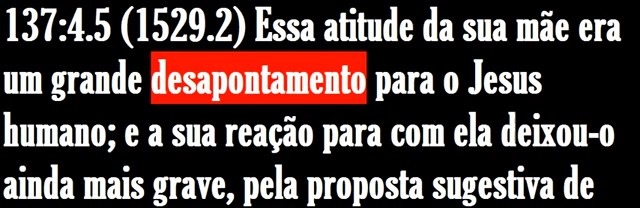 137:4.5 (1529.2) Essa atitude da sua mãe era
um grande desapontamento para o Jesus
humano; e a sua reação para com ela deixou-o
ainda mais grave, pela proposta sugestiva de